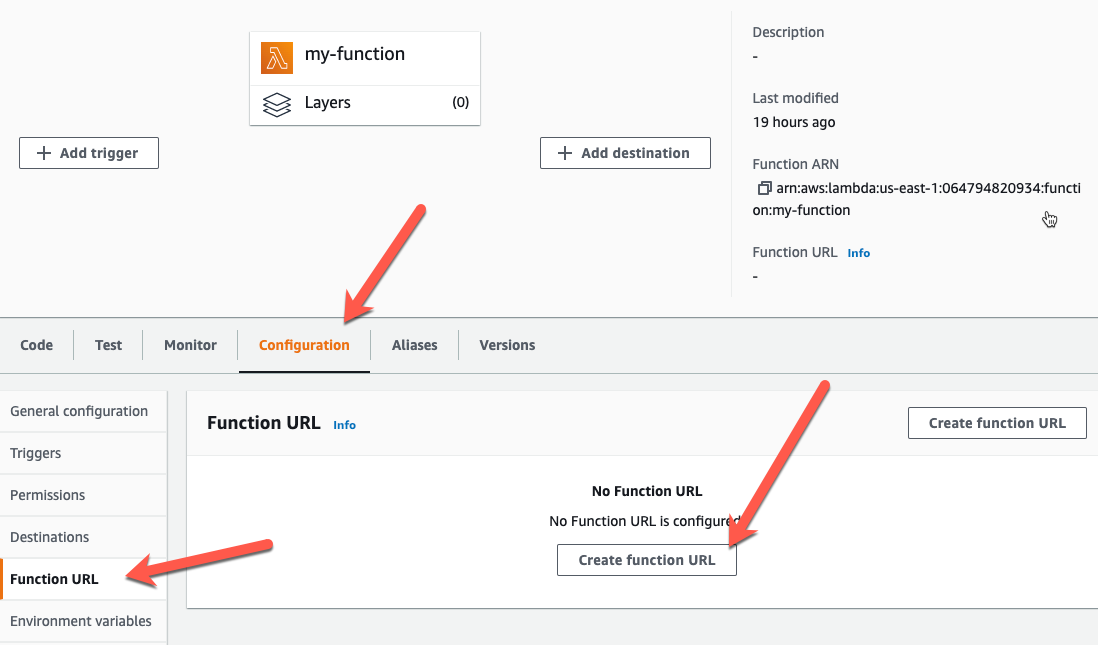 my-function
Layers (0)
Add trigger
Add destination
Description
-
Last modified
19 hours ago
Function ARN
arn:aws:lambda:us-east-1:064794820934:functi
on:my-function
Function URL Info
-
Code Test Monitor Configuration Aliases Versions
General configuration
Triggers
Permissions
Destinations
Function URL
Environment variables
Function URL Info
Create function URL
No Function URL
No Function URL is configured
Create function URL